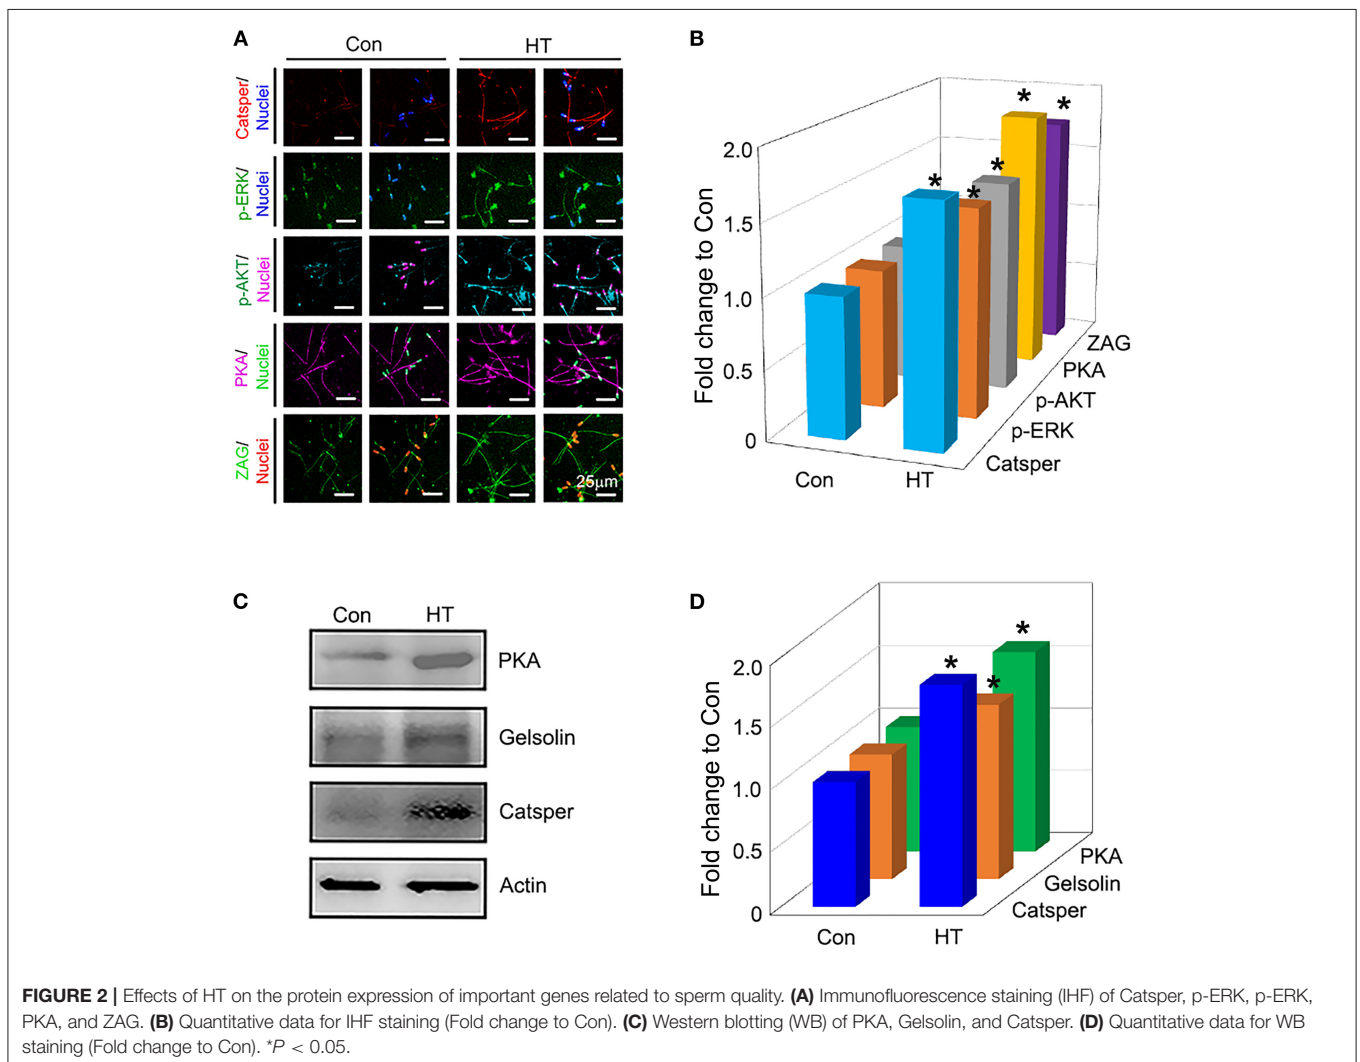 A
Con
HT
Catsper/
Nuclei
p-ERK/
Nuclei
p-AKT/
Nuclei
PKA/
Nuclei
ZAG/
Nuclei
25μm
B
Fold change to Con
2.0
1.5
1.0
0.5
0
* * * * *
Con
HT
ZAG
PKA
p-AKT
p-ERK
Catsper
C
Con
HT
PKA
Gelsolin
Catsper
Actin
D
Fold change to Con
2.0
1.5
1.0
0.5
0
* * *
Con
HT
PKA
Gelsolin
Catsper
FIGURE 2 | Effects of HT on the protein expression of important genes related to sperm quality. (A) Immunofluorescence staining (IHF) of Catsper, p-ERK, p-ERK,
PKA, and ZAG. (B) Quantitative data for IHF staining (Fold change to Con). (C) Western blotting (WB) of PKA, Gelsolin, and Catsper. (D) Quantitative data for WB
staining (Fold change to Con). *P < 0.05.